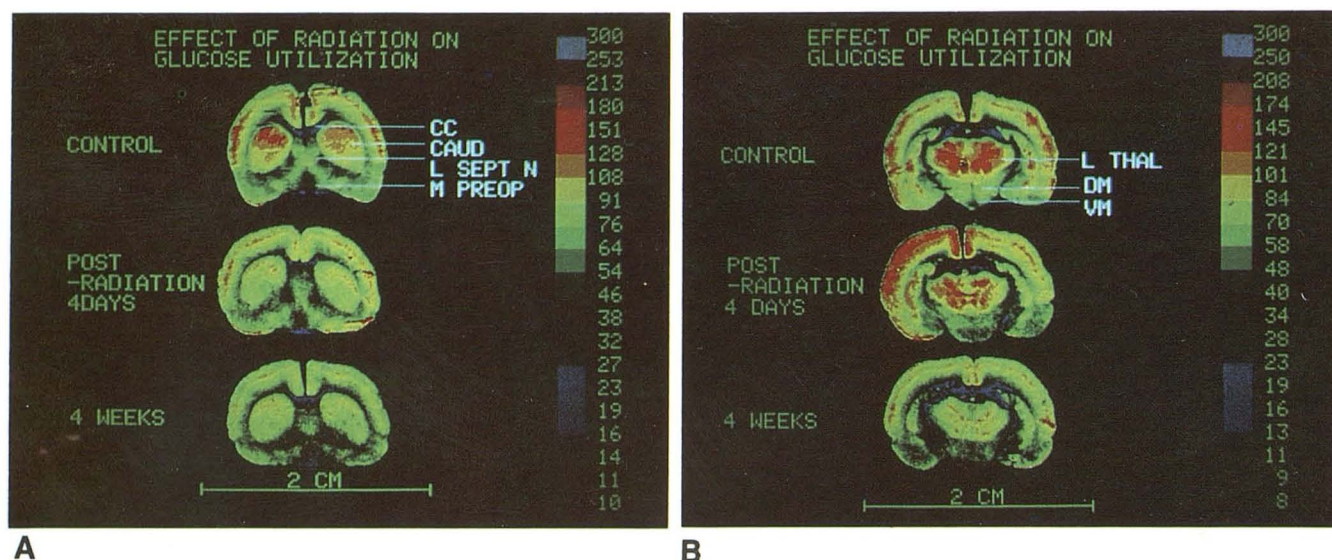 EFFECT OF RADIATION ON
GLUCOSE UTILIZATION
CONTROL
CC
CAUD
L SEPT N
M PREOP
POST
-RADIATION
4DAYS
4 WEEKS
2 CM
300
253
213
180
151
128
108
91
76
64
54
46
38
32
27
23
19
16
14
11
10
A
EFFECT OF RADIATION ON
GLUCOSE UTILIZATION
CONTROL
L THAL
DM
VM
POST
-RADIATION
4 DAYS
4 WEEKS
2 CM
300
250
208
174
145
121
101
84
70
58
48
40
34
28
23
19
16
13
11
9
8
B